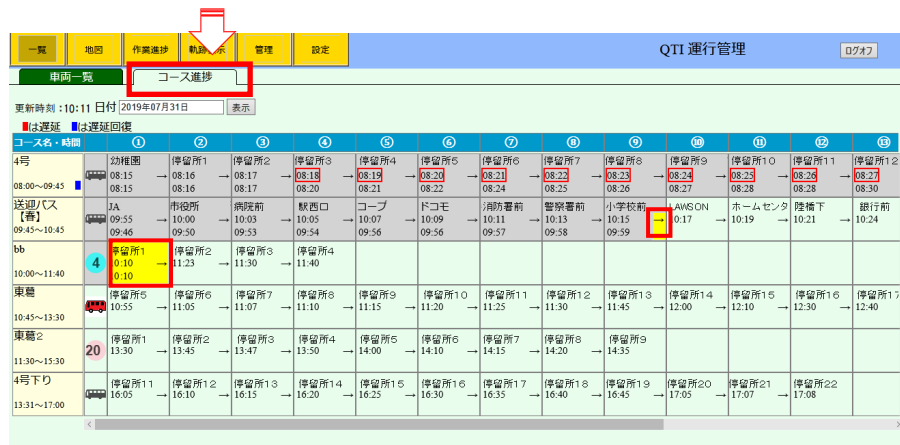 一覧 地図 作業進捗 軌跡 示 管理 設定 QTI 運行管理 ログオフ
車両一覧 コース進捗
更新時刻 :10:11 日付 2019年07月31日 表示
■は遅延 ■は遅延回復
コース名・時間 ① ② ③ ④ ⑤ ⑥ ⑦ ⑧ ⑨ ⑩ ⑪ ⑫ ⑬
4号 幼稚園 停留所1 停留所2 停留所3 停留所4 停留所5 停留所6 停留所7 停留所8 停留所9 停留所10 停留所11 停留所12
08:15 → 08:16 → 08:17 → 08:18 → 08:19 → 08:20 → 08:21 → 08:22 → 08:23 → 08:24 → 08:25 → 08:26 → 08:27
08:00～09:45 08:15 08:16 08:17 08:20 08:21 08:22 08:24 08:25 08:26 08:27 08:28 08:28 08:30
送迎バス JA 市役所 病院前 駅西口 コープ ドコモ 消防署前 警察署前 小学校前 LAWSON ホームセンタ 陸橋下 銀行前
【春】 09:55 → 10:00 → 10:03 → 10:05 → 10:07 → 10:09 → 10:11 → 10:13 → 10:15 → 10:17 → 10:19 → 10:21 → 10:24
09:45～10:45 09:46 09:50 09:53 09:54 09:56 09:56 09:57 09:58 09:59
bb 停留所1 停留所2 停留所3 停留所4
4 10:10 → 11:23 → 11:30 → 11:40
10:00～11:40 10:10
東葛 停留所5 停留所6 停留所7 停留所8 停留所9 停留所10 停留所11 停留所12 停留所13 停留所14 停留所15 停留所16 停留所17
10:55 → 11:05 → 11:07 → 11:10 → 11:15 → 11:20 → 11:25 → 11:30 → 11:45 → 12:00 → 12:10 → 12:30 → 12:40
10:45～13:30
東葛2 停留所1 停留所2 停留所3 停留所4 停留所5 停留所6 停留所7 停留所8 停留所9
20 13:30 → 13:45 → 13:47 → 13:50 → 14:00 → 14:10 → 14:15 → 14:20 → 14:35
11:30～15:30
4号下り 停留所11 停留所12 停留所13 停留所14 停留所15 停留所16 停留所17 停留所18 停留所19 停留所20 停留所21 停留所22
16:05 → 16:10 → 16:15 → 16:20 → 16:25 → 16:30 → 16:35 → 16:40 → 16:45 → 17:05 → 17:07 → 17:08
13:31～17:00